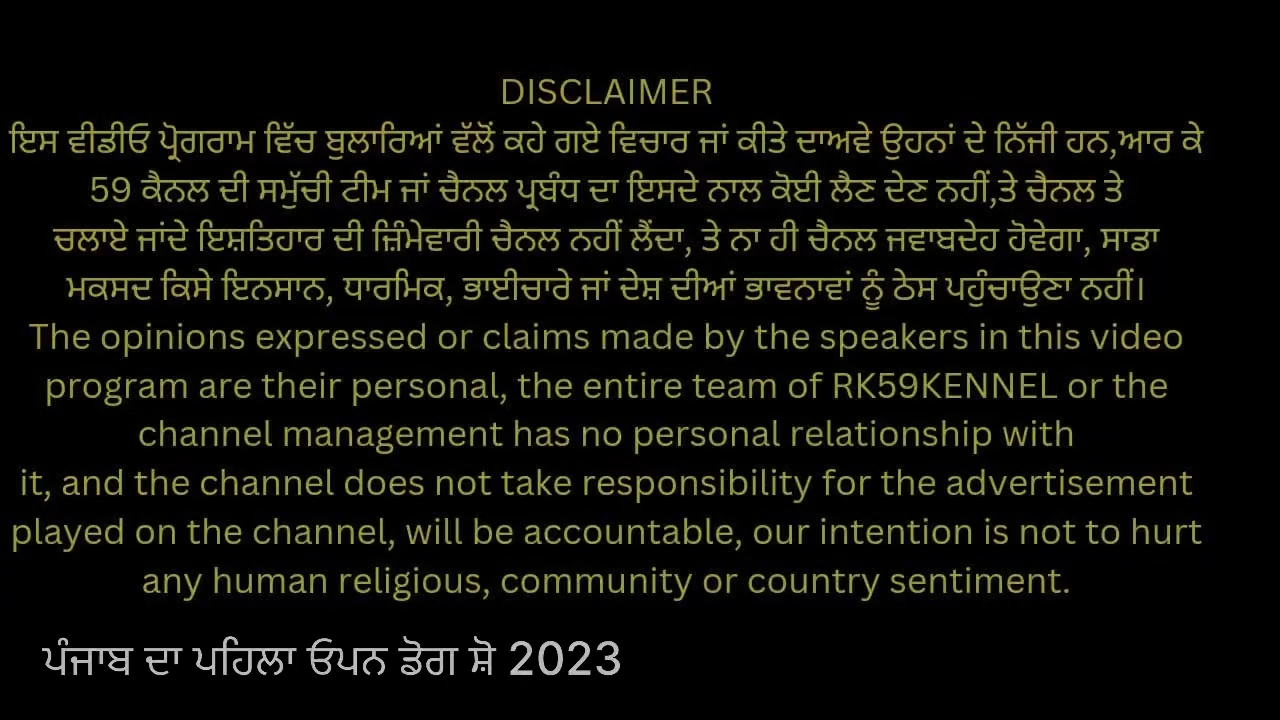 DISCLAIMER
ਇਸ ਵੀਡੀਓ ਪ੍ਰੋਗਰਾਮ ਵਿੱਚ ਬੁਲਾਰਿਆਂ ਵੱਲੋਂ ਕਹੇ ਗਏ ਵਿਚਾਰ ਜਾਂ ਕੀਤੇ ਦਾਅਵੇ ਉਹਨਾਂ ਦੇ ਨਿੱਜੀ ਹਨ,ਆਰ ਕੇ
59 ਕੈਨਲ ਦੀ ਸਮੁੱਚੀ ਟੀਮ ਜਾਂ ਚੈਨਲ ਪ੍ਰਬੰਧ ਦਾ ਇਸਦੇ ਨਾਲ ਕੋਈ ਲੈਣ ਦੇਣ ਨਹੀਂ,ਤੇ ਚੈਨਲ ਤੇ
ਚਲਾਏ ਜਾਂਦੇ ਇਸ਼ਤਿਹਾਰ ਦੀ ਜ਼ਿੰਮੇਵਾਰੀ ਚੈਨਲ ਨਹੀਂ ਲੈਂਦਾ, ਤੇ ਨਾ ਹੀ ਚੈਨਲ ਜਵਾਬਦੇਹ ਹੋਵੇਗਾ, ਸਾਡਾ
ਮਕਸਦ ਕਿਸੇ ਇਨਸਾਨ, ਧਾਰਮਿਕ, ਭਾਈਚਾਰੇ ਜਾਂ ਦੇਸ਼ ਦੀਆਂ ਭਾਵਨਾਵਾਂ ਨੂੰ ਠੇਸ ਪਹੁੰਚਾਉਣਾ ਨਹੀਂ।
The opinions expressed or claims made by the speakers in this video
program are their personal, the entire team of RK59KENNEL or the
channel management has no personal relationship with
it, and the channel does not take responsibility for the advertisement
played on the channel, will be accountable, our intention is not to hurt
any human religious, community or country sentiment.
ਪੰਜਾਬ ਦਾ ਪਹਿਲਾ ਓਪਨ ਡੋਗ ਸ਼ੋ 2023